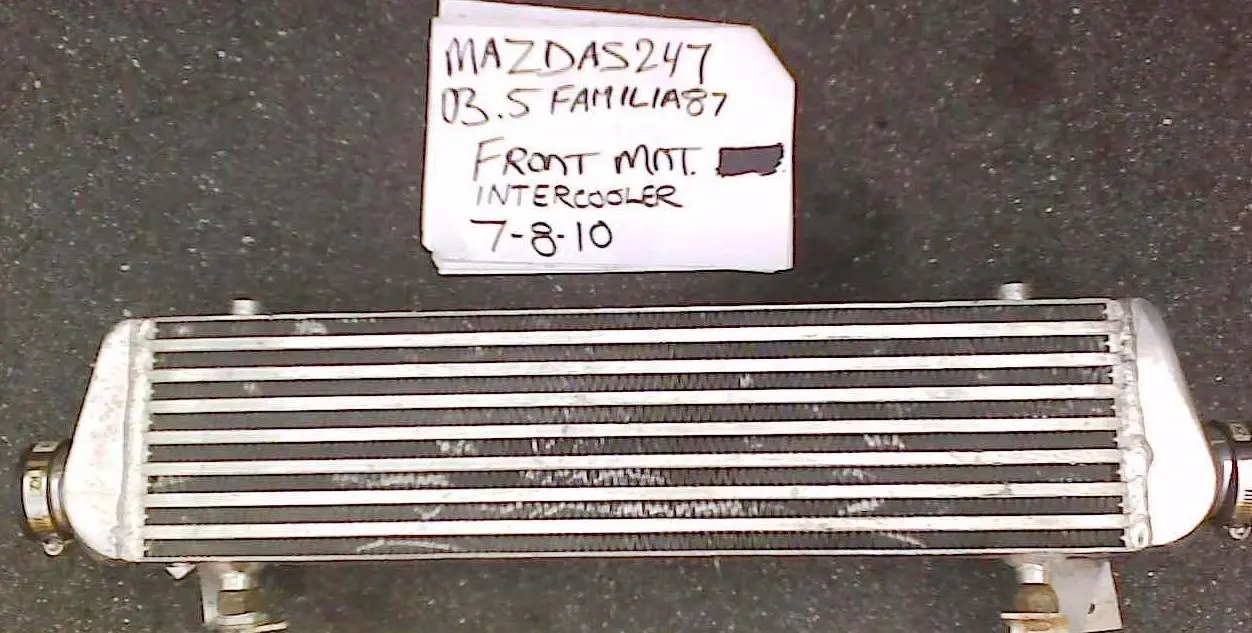 MAZDAS247
03.5 FAMILIA87
FRONT MNT.
INTERCOOLER
7-8-10